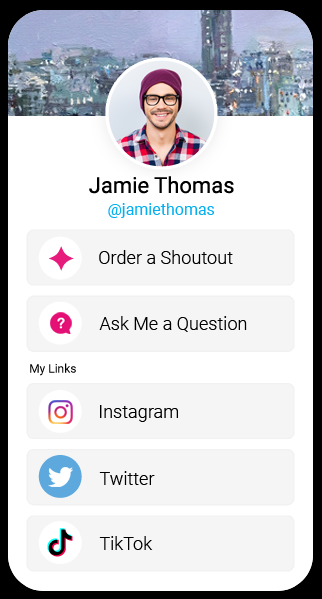 Jamie Thomas
@jamiethomas
Order a Shoutout
Ask Me a Question
My Links
Instagram
Twitter
TikTok